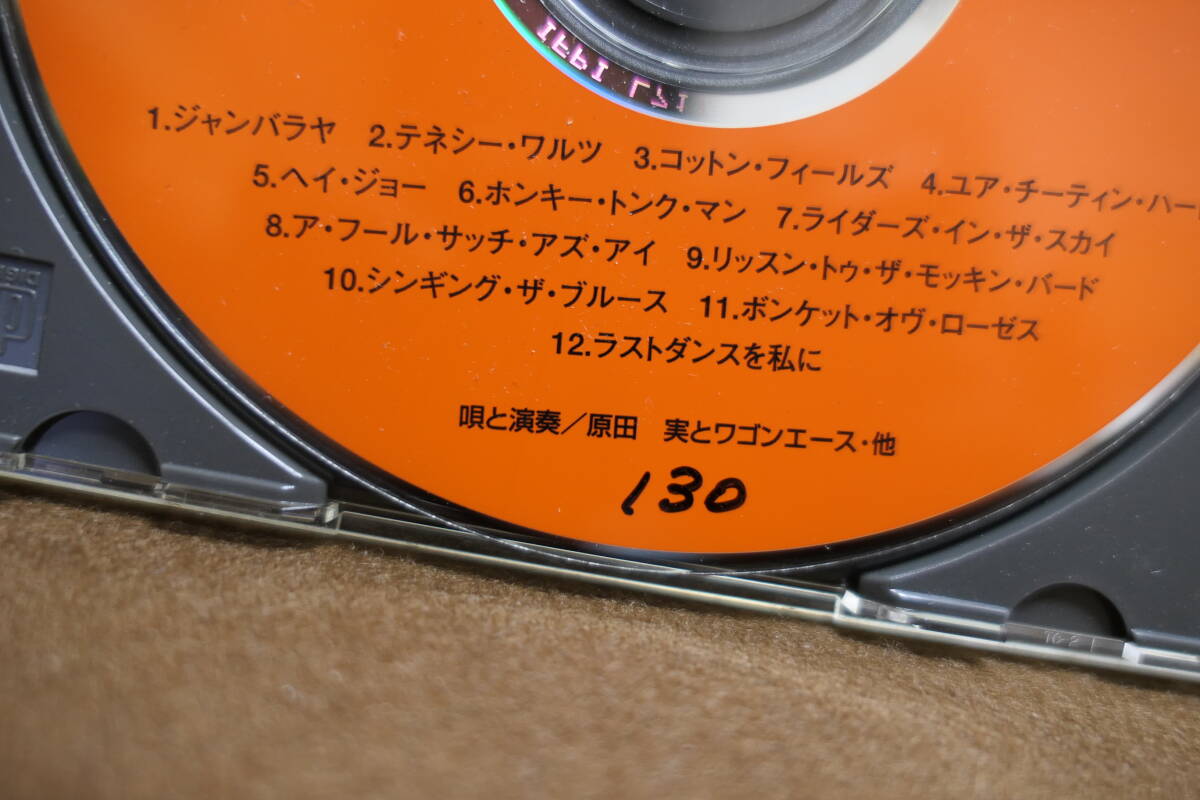 1.ジャンバラヤ 2.テネシー・ワルツ 3.コットン・フィールズ 4.ユア・チーティン・ハー
5.ヘイ・ジョー 6.ホンキー・トンク・マン 7.ライダーズ・イン・ザ・スカイ
8.ア・フール・サッチ・アズ・アイ 9.リッスン・トゥ・ザ・モッキン・バード
10.シンギング・ザ・ブルース 11.ボンケット・オヴ・ローゼス
12.ラストダンスを私に
唄と演奏／原田 実とワゴンエース・他
130
16-2